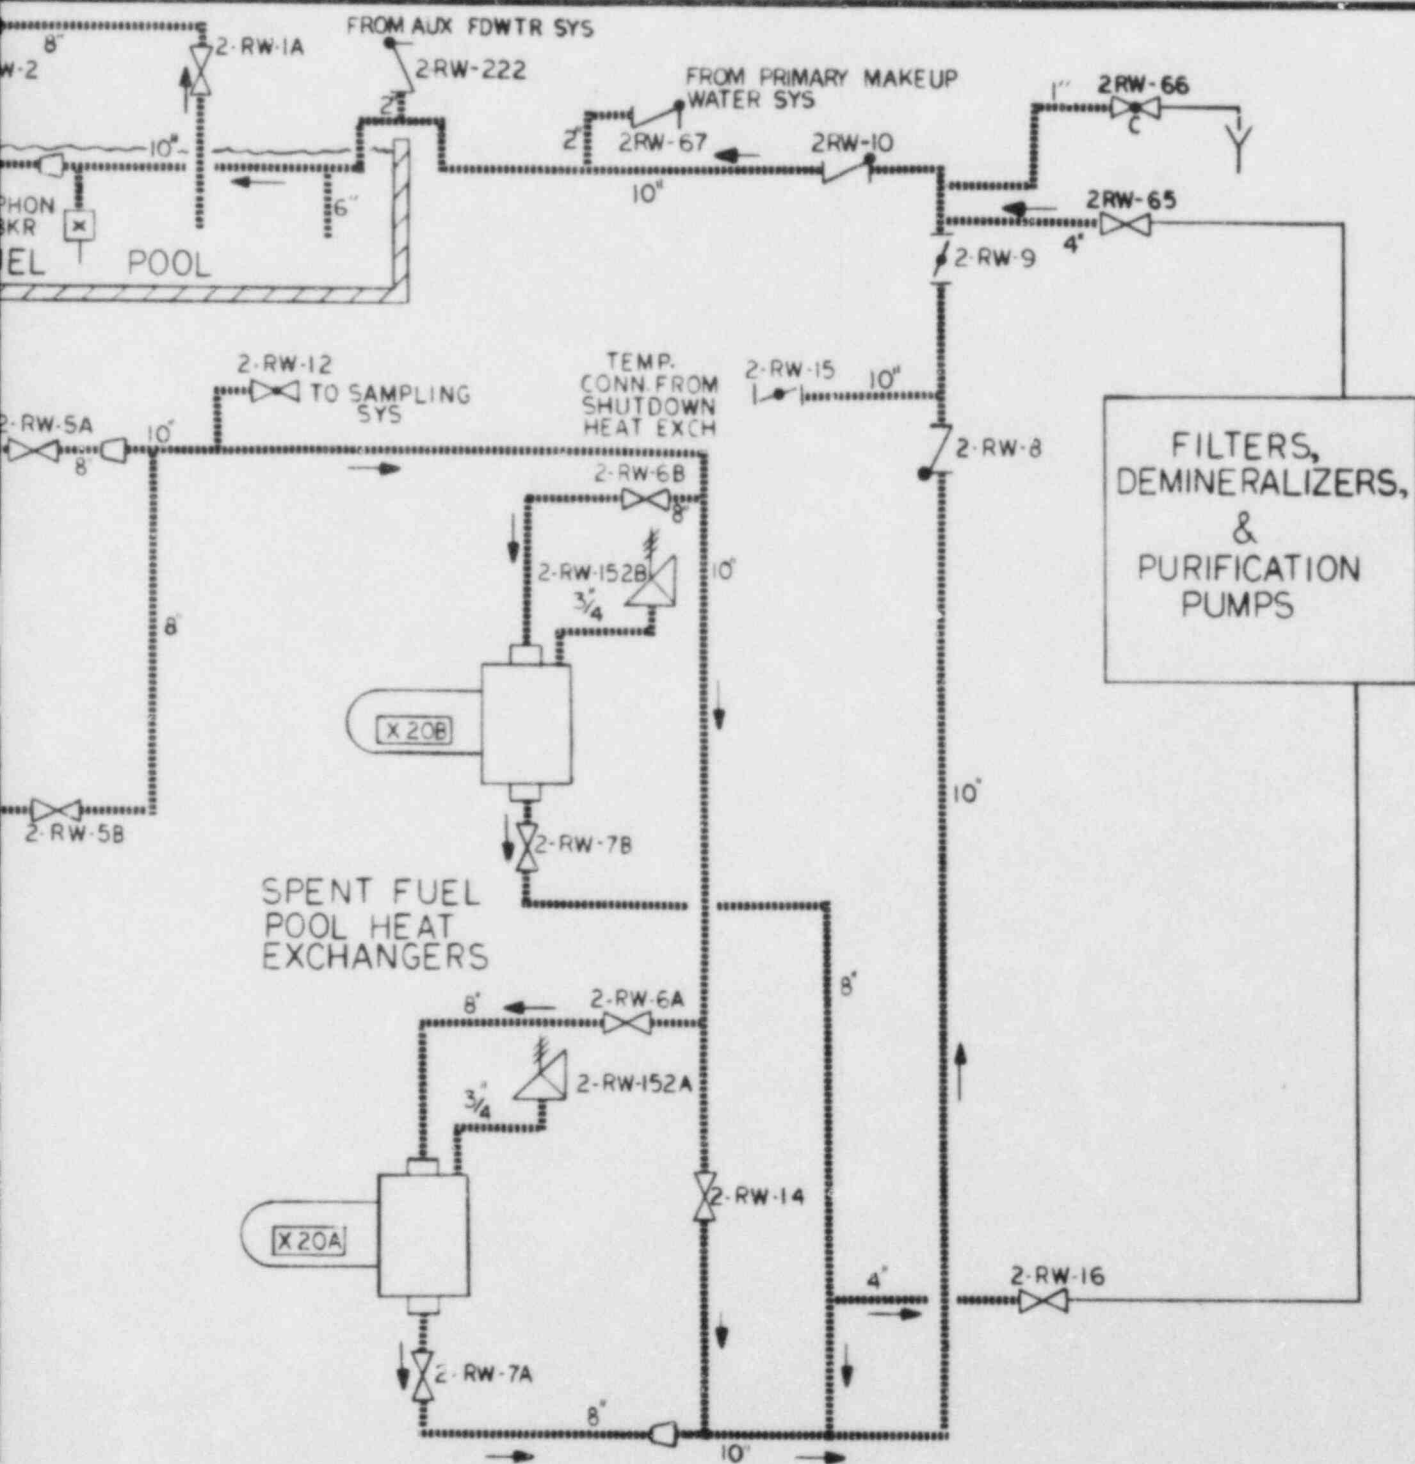 FROM AUX FDWTR SYS
8"
2-RW-1A
W-2
2-RW-222
2"
FROM PRIMARY MAKEUP
WATER SYS
1"
2RW-66
C
10"
2"
2RW-67
2RW-10
10"
PHON
BKR
X
6"
2RW-65
4"
UEL POOL
2-RW-9
2-RW-12
TO SAMPLING
SYS
TEMP.
CONN. FROM
SHUTDOWN
HEAT EXCH
2-RW-15
10"
2-RW-5A
8"
10"
2-RW-8
FILTERS,
DEMINERALIZERS,
&
PURIFICATION
PUMPS
2-RW-6B
8"
2-RW-152B
3/4"
10"
8"
X 20B
10"
2-RW-5B
2-RW-7B
SPENT FUEL
POOL HEAT
EXCHANGERS
8"
8"
2-RW-6A
2-RW-152A
3/4"
2-RW-14
X 20A
4"
2-RW-16
2-RW-7A
8"
10"